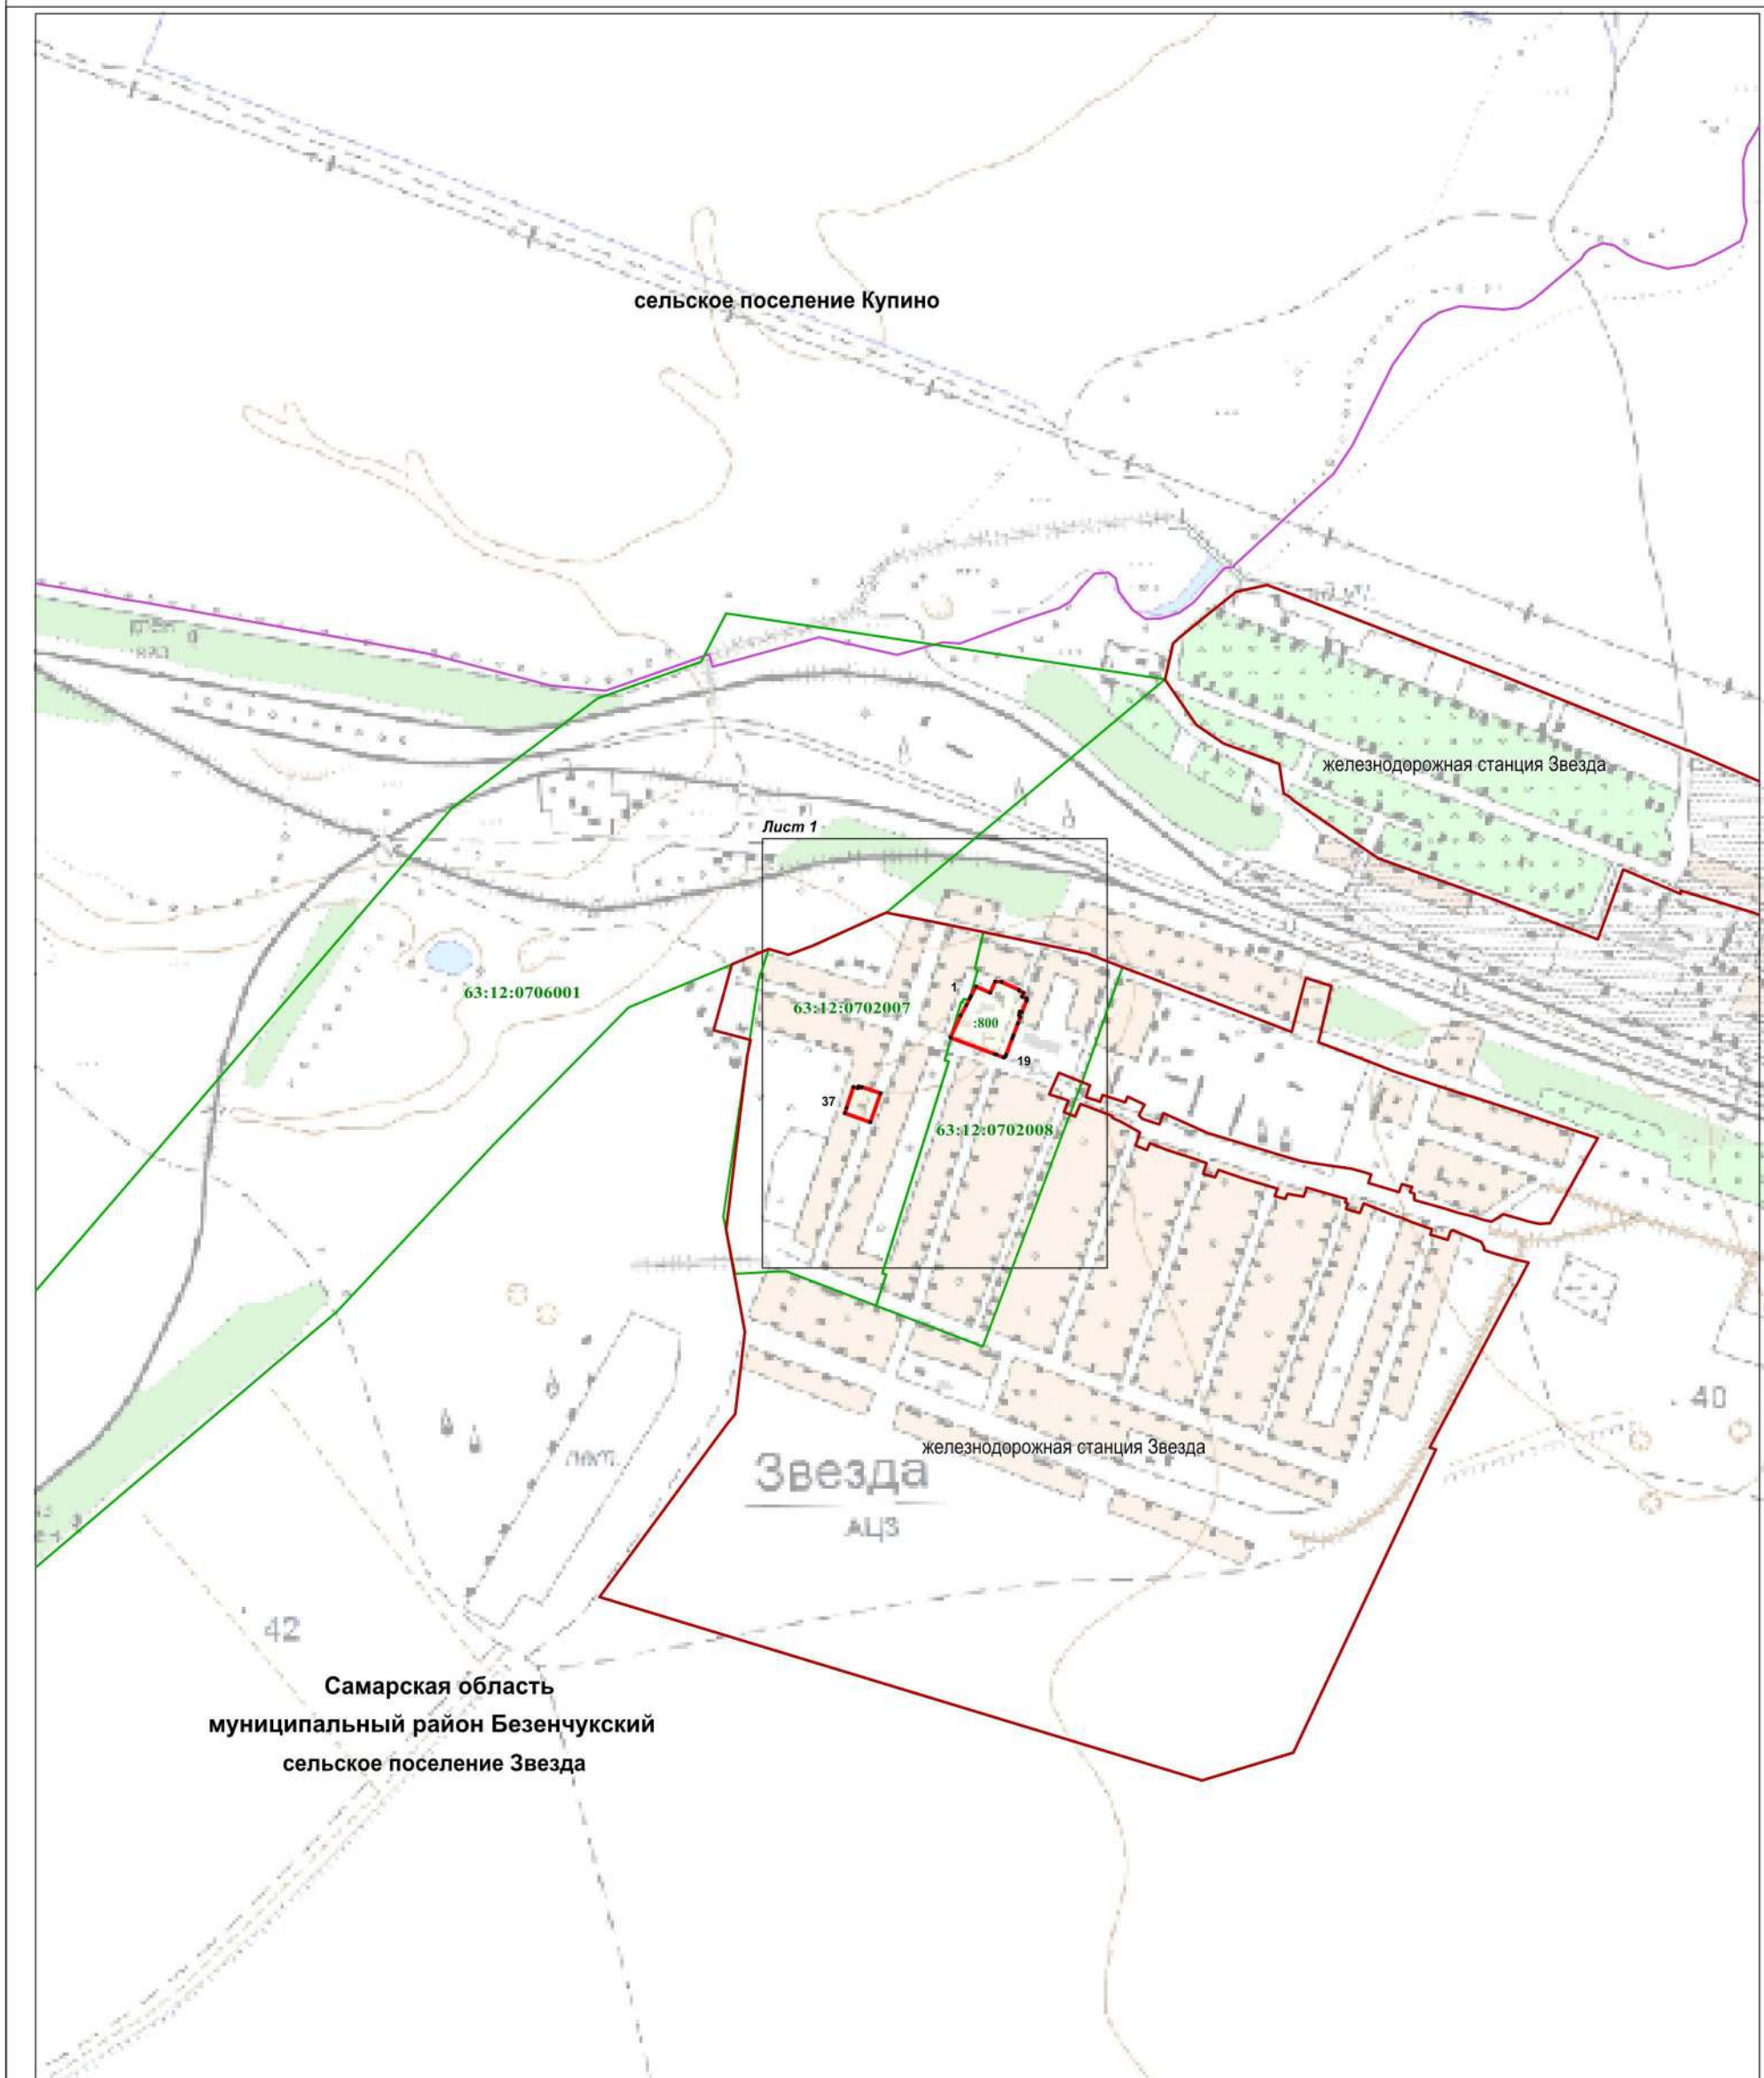 сельское поселение Купино
железнодорожная станция Звезда
Лист 1
63:12:0706001
63:12:0702007
1
:800
19
37
63:12:0702008
40
железнодорожная станция Звезда
Звезда
АЦЗ
42
Самарская область
муниципальный район Безенчукский
сельское поселение Звезда